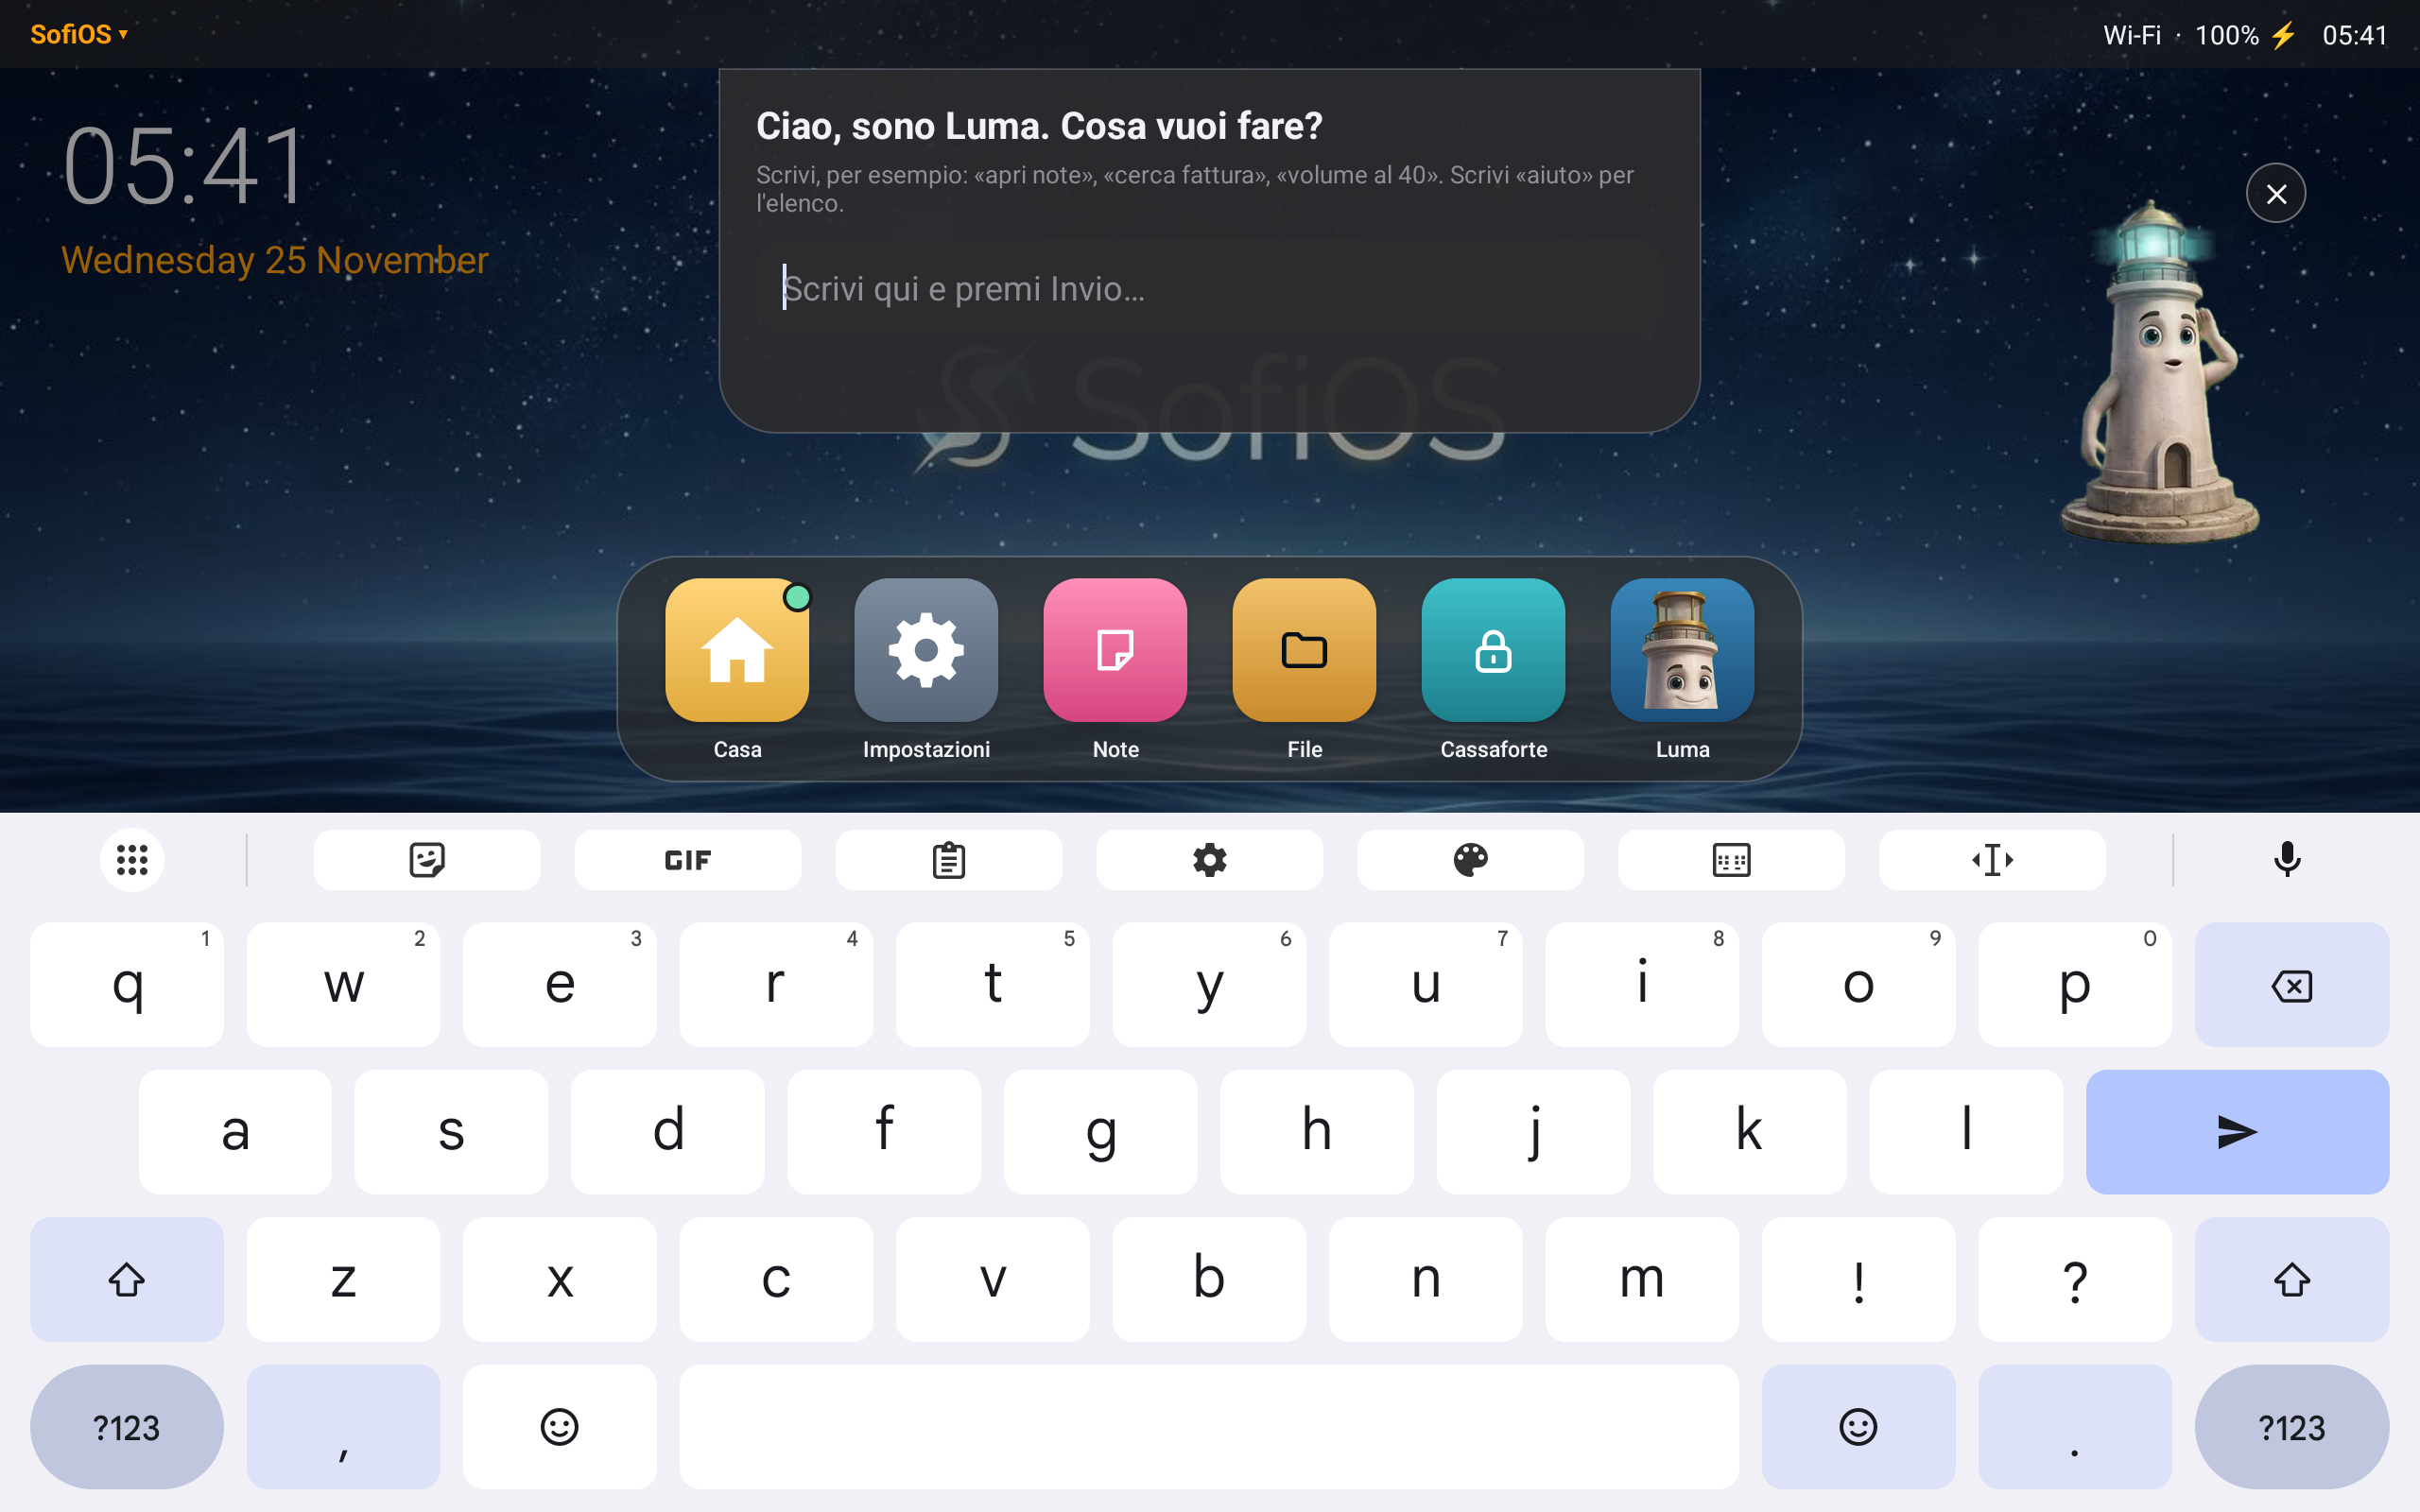 SofiOS ▾
Wi-Fi · 100% ⚡ 05:41
05:41
Wednesday 25 November
Ciao, sono Luma. Cosa vuoi fare?
Scrivi, per esempio: «apri note», «cerca fattura», «volume al 40». Scrivi «aiuto» per
l'elenco.
Scrivi qui e premi Invio…
SofiOS
Casa
Impostazioni
Note
File
Cassaforte
Luma
GIF
q 1 w 2 e 3 r 4 t 5 y 6 u 7 i 8 o 9 p 0
a s d f g h j k l
z x c v b n m ! ?
?123 , . ?123